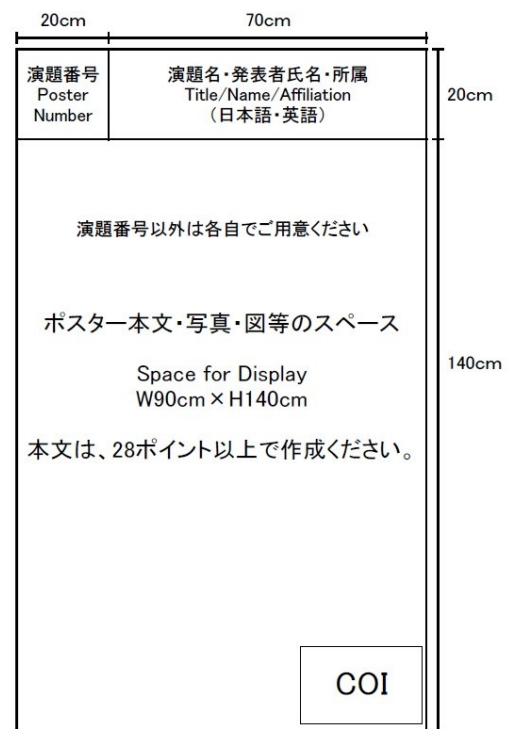 20cm
70cm
演題番号
Poster
Number
演題名・発表者氏名・所属
Title/Name/Affiliation
（日本語・英語）
20cm
演題番号以外は各自でご用意ください
ポスター本文・写真・図等のスペース
Space for Display
W90cm×H140cm
140cm
本文は、28ポイント以上で作成ください。
COI